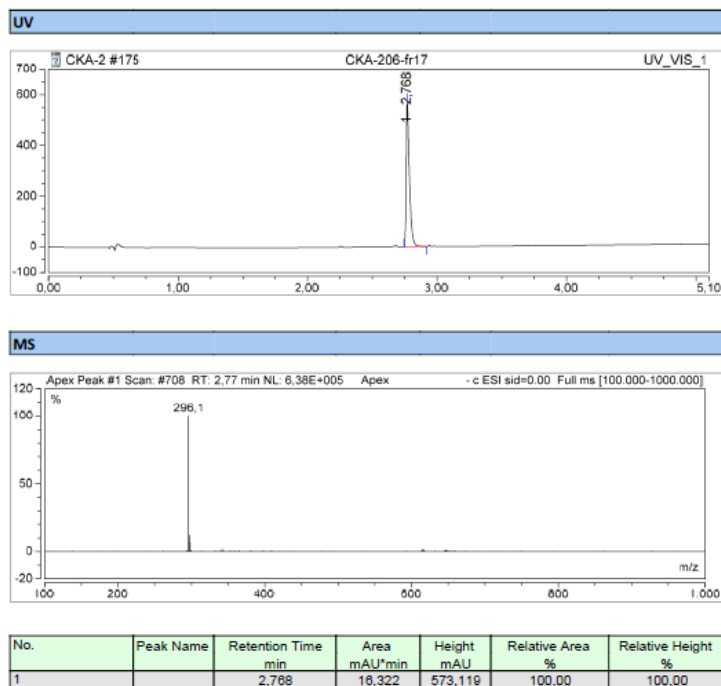 UV
CKA-2 #175 CKA-206-fr17 UV_VIS_1
700
600
400
200
0
-100
1 - 2,768
0,00 1,00 2,00 3,00 4,00 5,10
MS
Apex Peak #1 Scan: #708 RT: 2,77 min NL: 6,38E+005 Apex - c ESI sid=0.00 Full ms [100.000-1000.000]
120
%
100
296,1
50
0
-20
m/z
100 200 400 600 800 1.000
No. Peak Name Retention Time Area Height Relative Area Relative Height
min mAU*min mAU % %
1 2,768 16,322 573,119 100,00 100,00